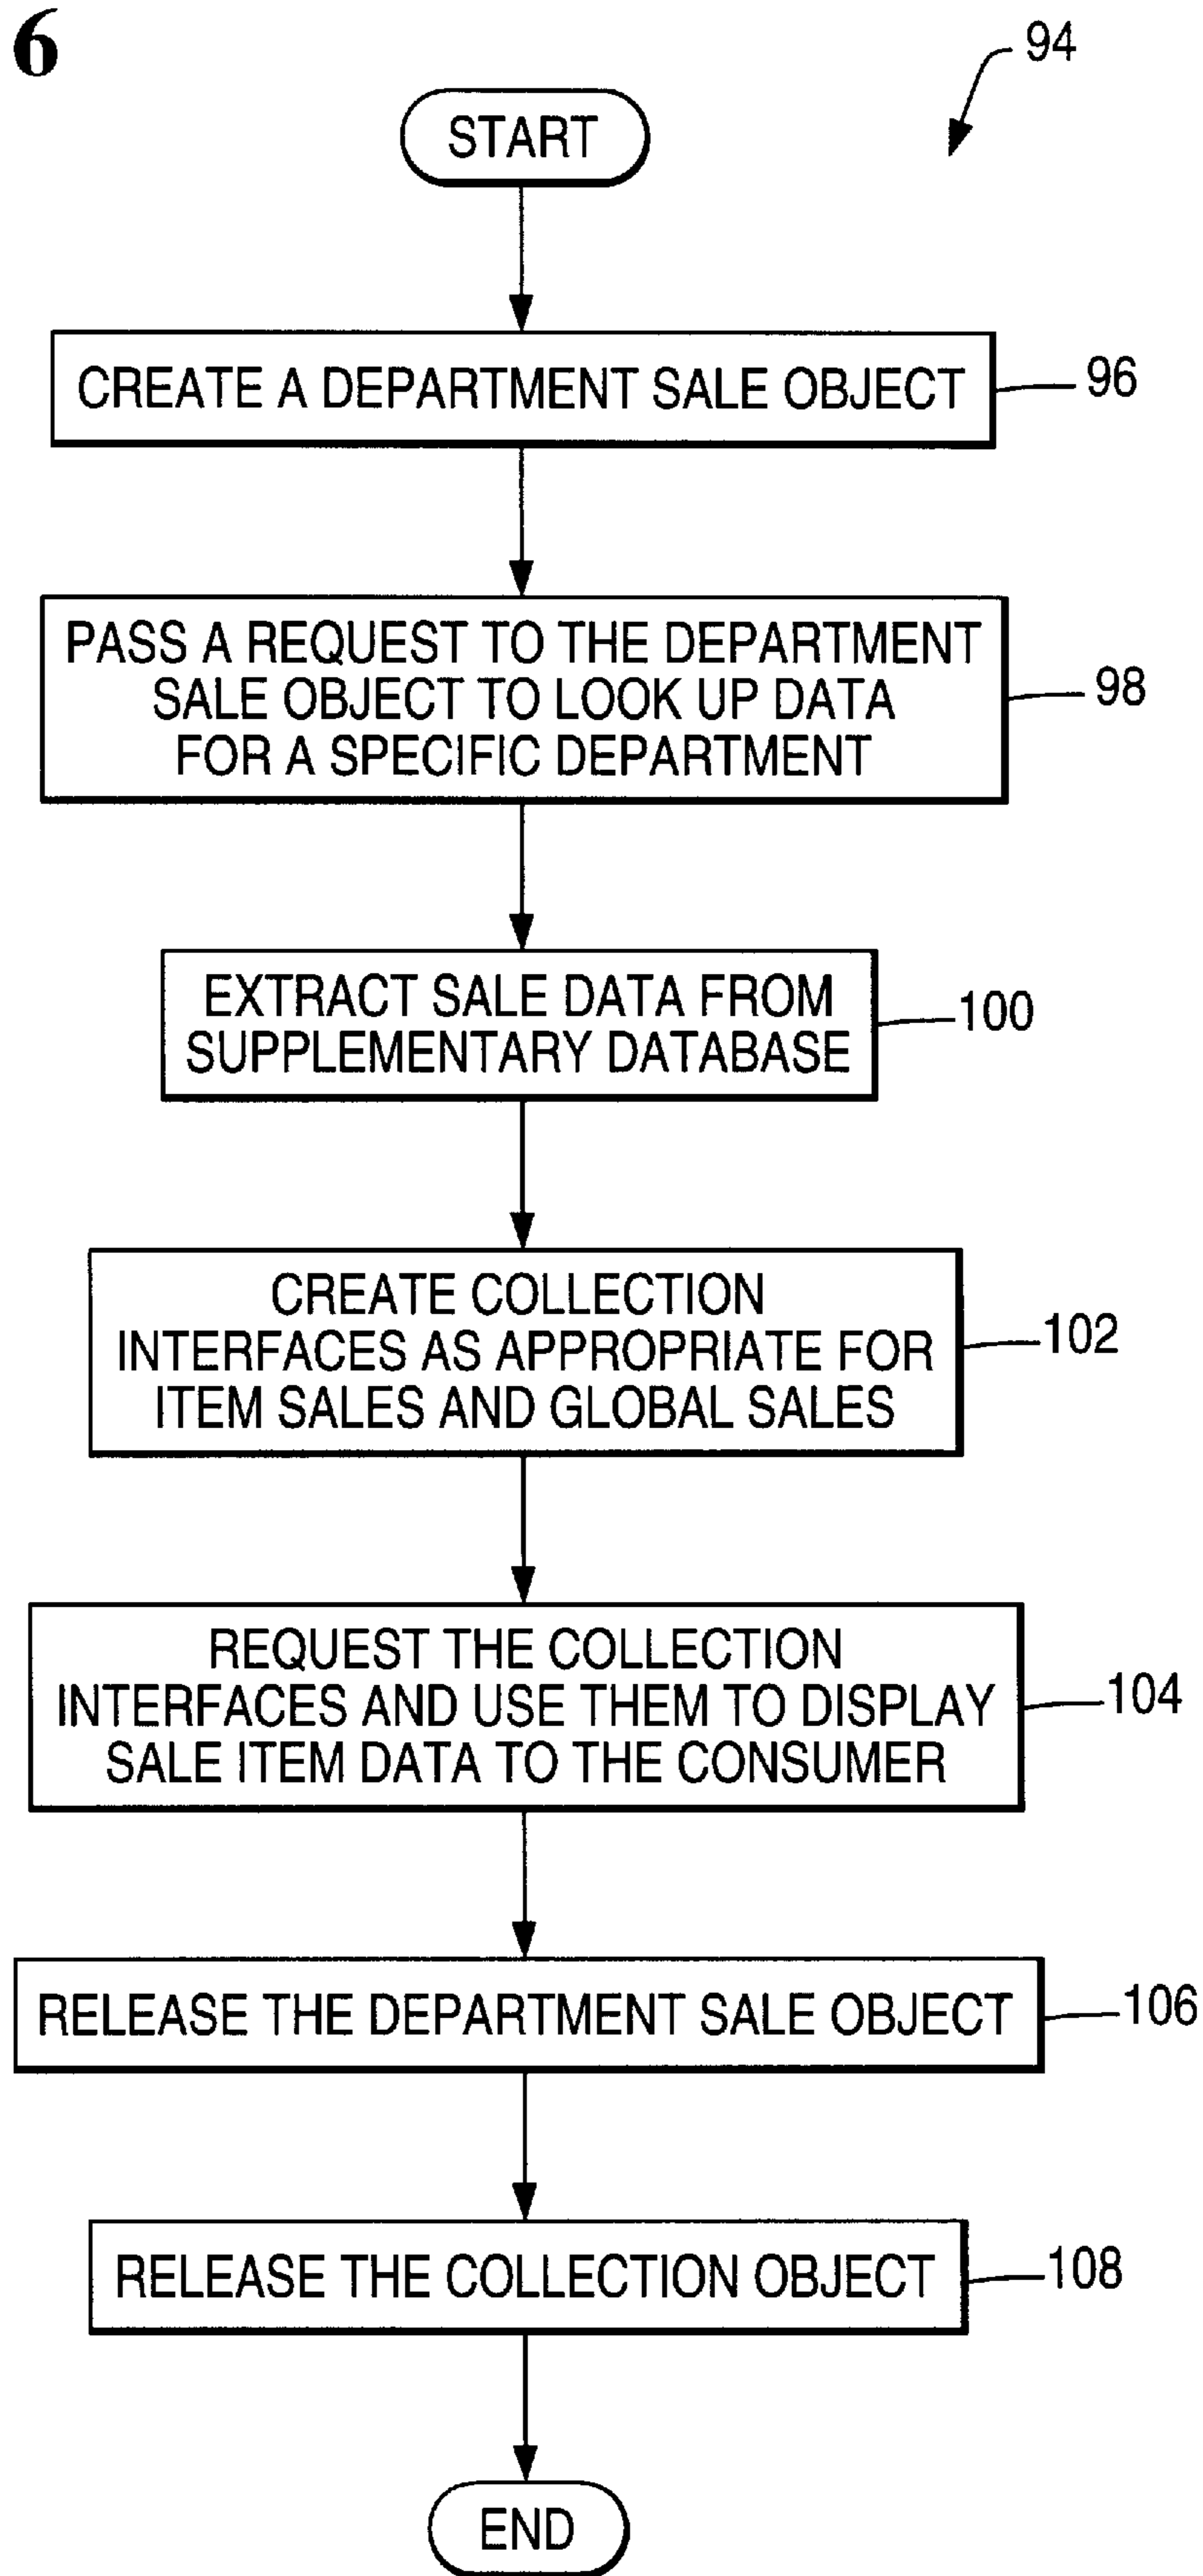 6
94
START
CREATE A DEPARTMENT SALE OBJECT
96
PASS A REQUEST TO THE DEPARTMENT
SALE OBJECT TO LOOK UP DATA
FOR A SPECIFIC DEPARTMENT
98
EXTRACT SALE DATA FROM
SUPPLEMENTARY DATABASE
100
CREATE COLLECTION
INTERFACES AS APPROPRIATE FOR
ITEM SALES AND GLOBAL SALES
102
REQUEST THE COLLECTION
INTERFACES AND USE THEM TO DISPLAY
SALE ITEM DATA TO THE CONSUMER
104
RELEASE THE DEPARTMENT SALE OBJECT
106
RELEASE THE COLLECTION OBJECT
108
END